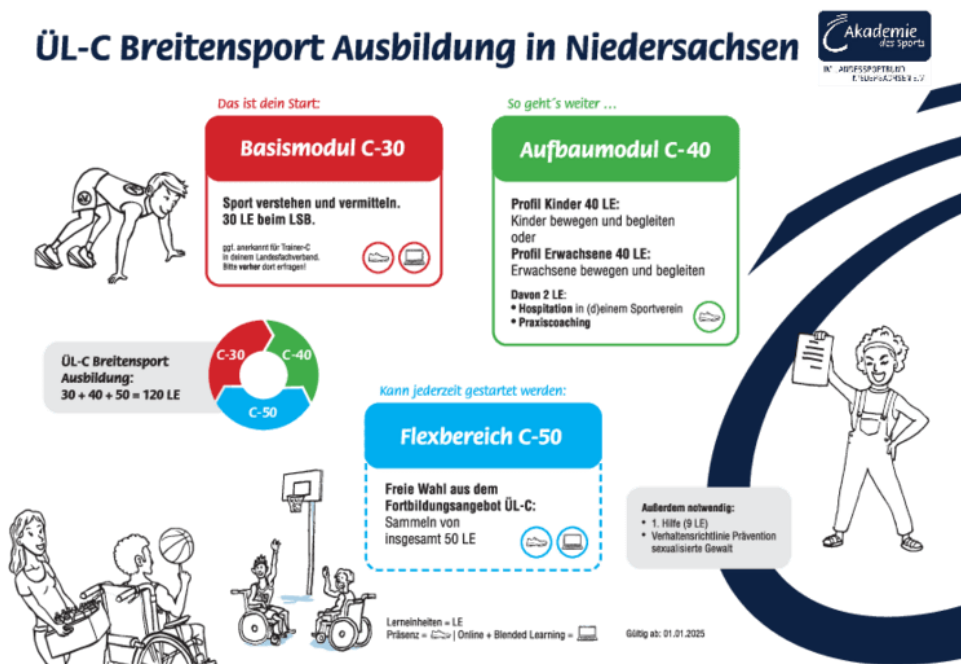 ÜL-C Breitensport Ausbildung in Niedersachsen
Akademie
des Sports
IM LANDESSPORTBUND
NIEDERSACHSEN E.V.
Das ist dein Start:
Basismodul C-30
Sport verstehen und vermitteln.
30 LE beim LSB.
ggf. anerkannt für Trainer-C
in deinem Landesfachverband.
Bitte vorher dort erfragen!
So geht´s weiter ...
Aufbaumodul C-40
Profil Kinder 40 LE:
Kinder bewegen und begleiten
oder
Profil Erwachsene 40 LE:
Erwachsene bewegen und begleiten
Davon 2 LE:
• Hospitation in (d)einem Sportverein
• Praxiscoaching
ÜL-C Breitensport
Ausbildung:
30 + 40 + 50 = 120 LE
C-30
C-40
C-50
Kann jederzeit gestartet werden:
Flexbereich C-50
Freie Wahl aus dem
Fortbildungsangebot ÜL-C:
Sammeln von
insgesamt 50 LE
Außerdem notwendig:
• 1. Hilfe (9 LE)
• Verhaltensrichtlinie Prävention
sexualisierte Gewalt
Lerneinheiten = LE
Präsenz = | Online + Blended Learning =
Gültig ab: 01.01.2025